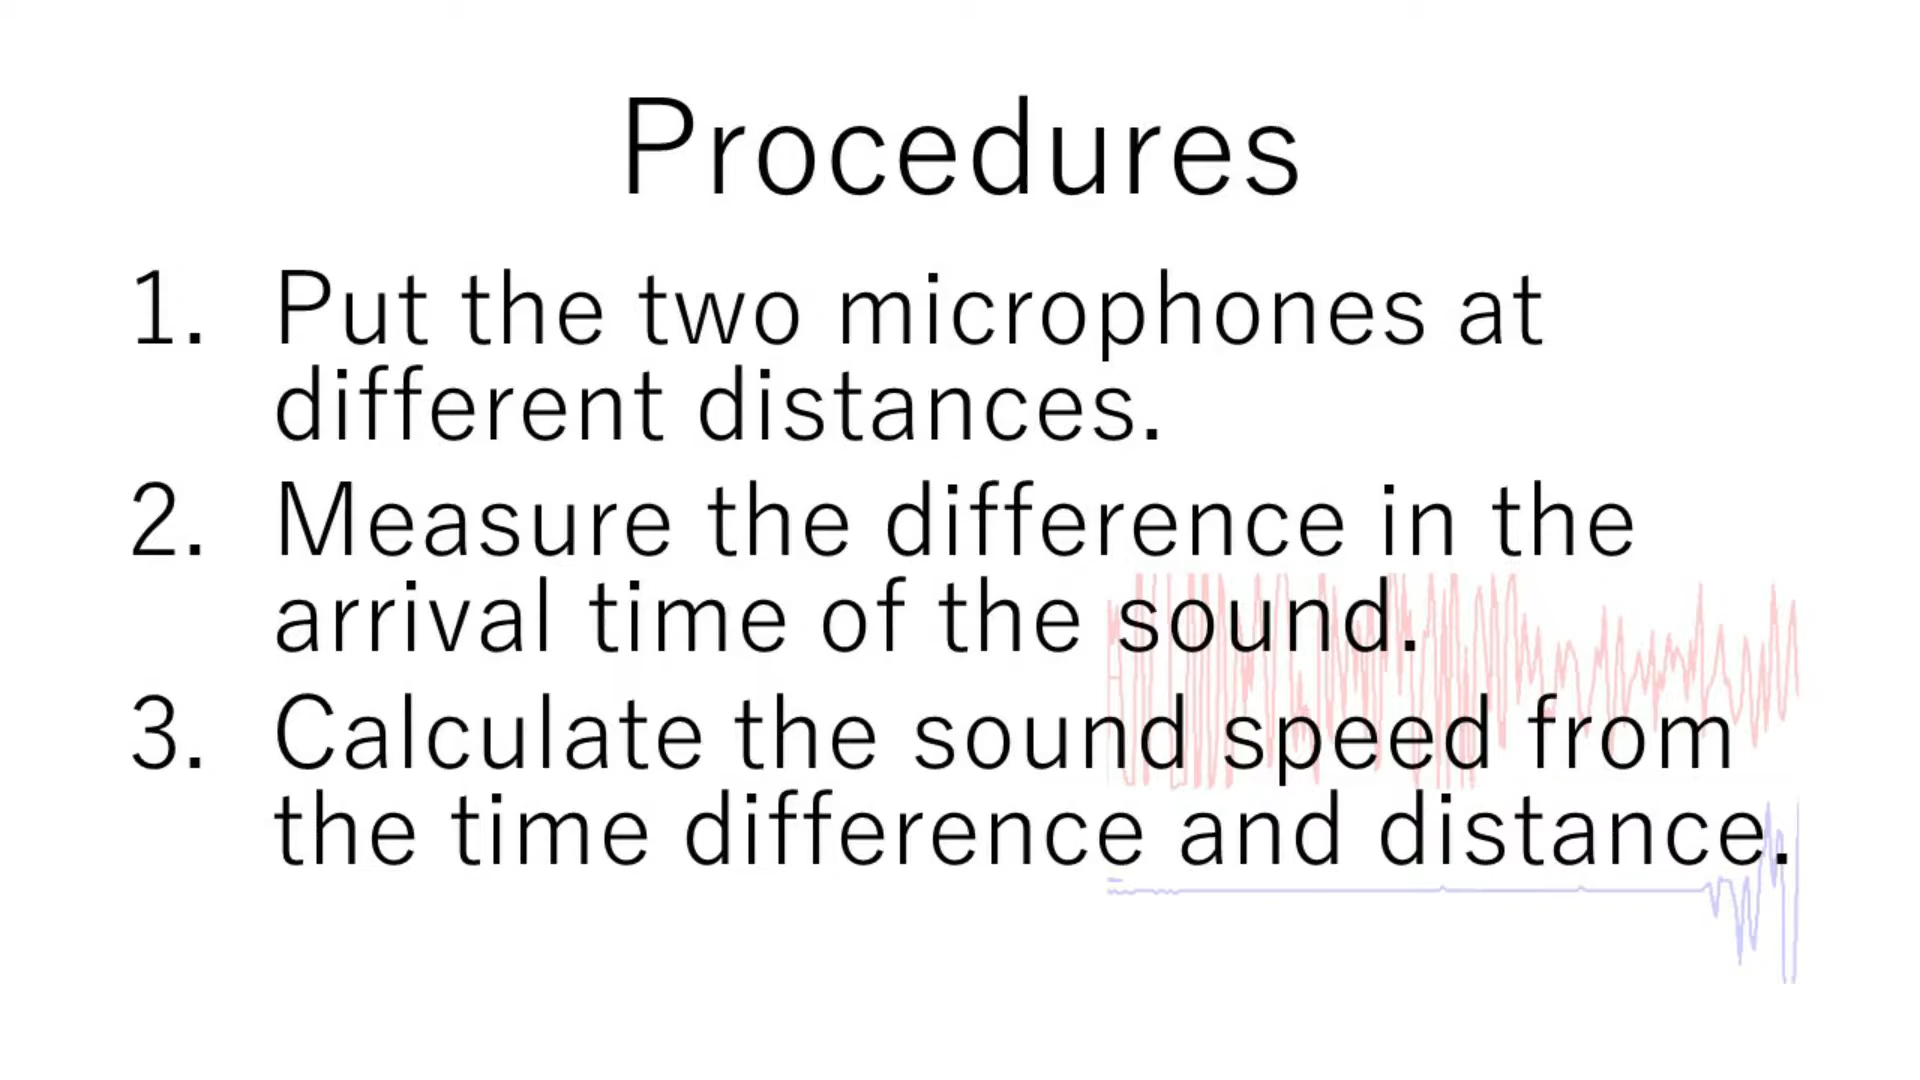 Procedures
1. Put the two microphones at
different distances.
2. Measure the difference in the
arrival time of the sound.
3. Calculate the sound speed from
the time difference and distance.